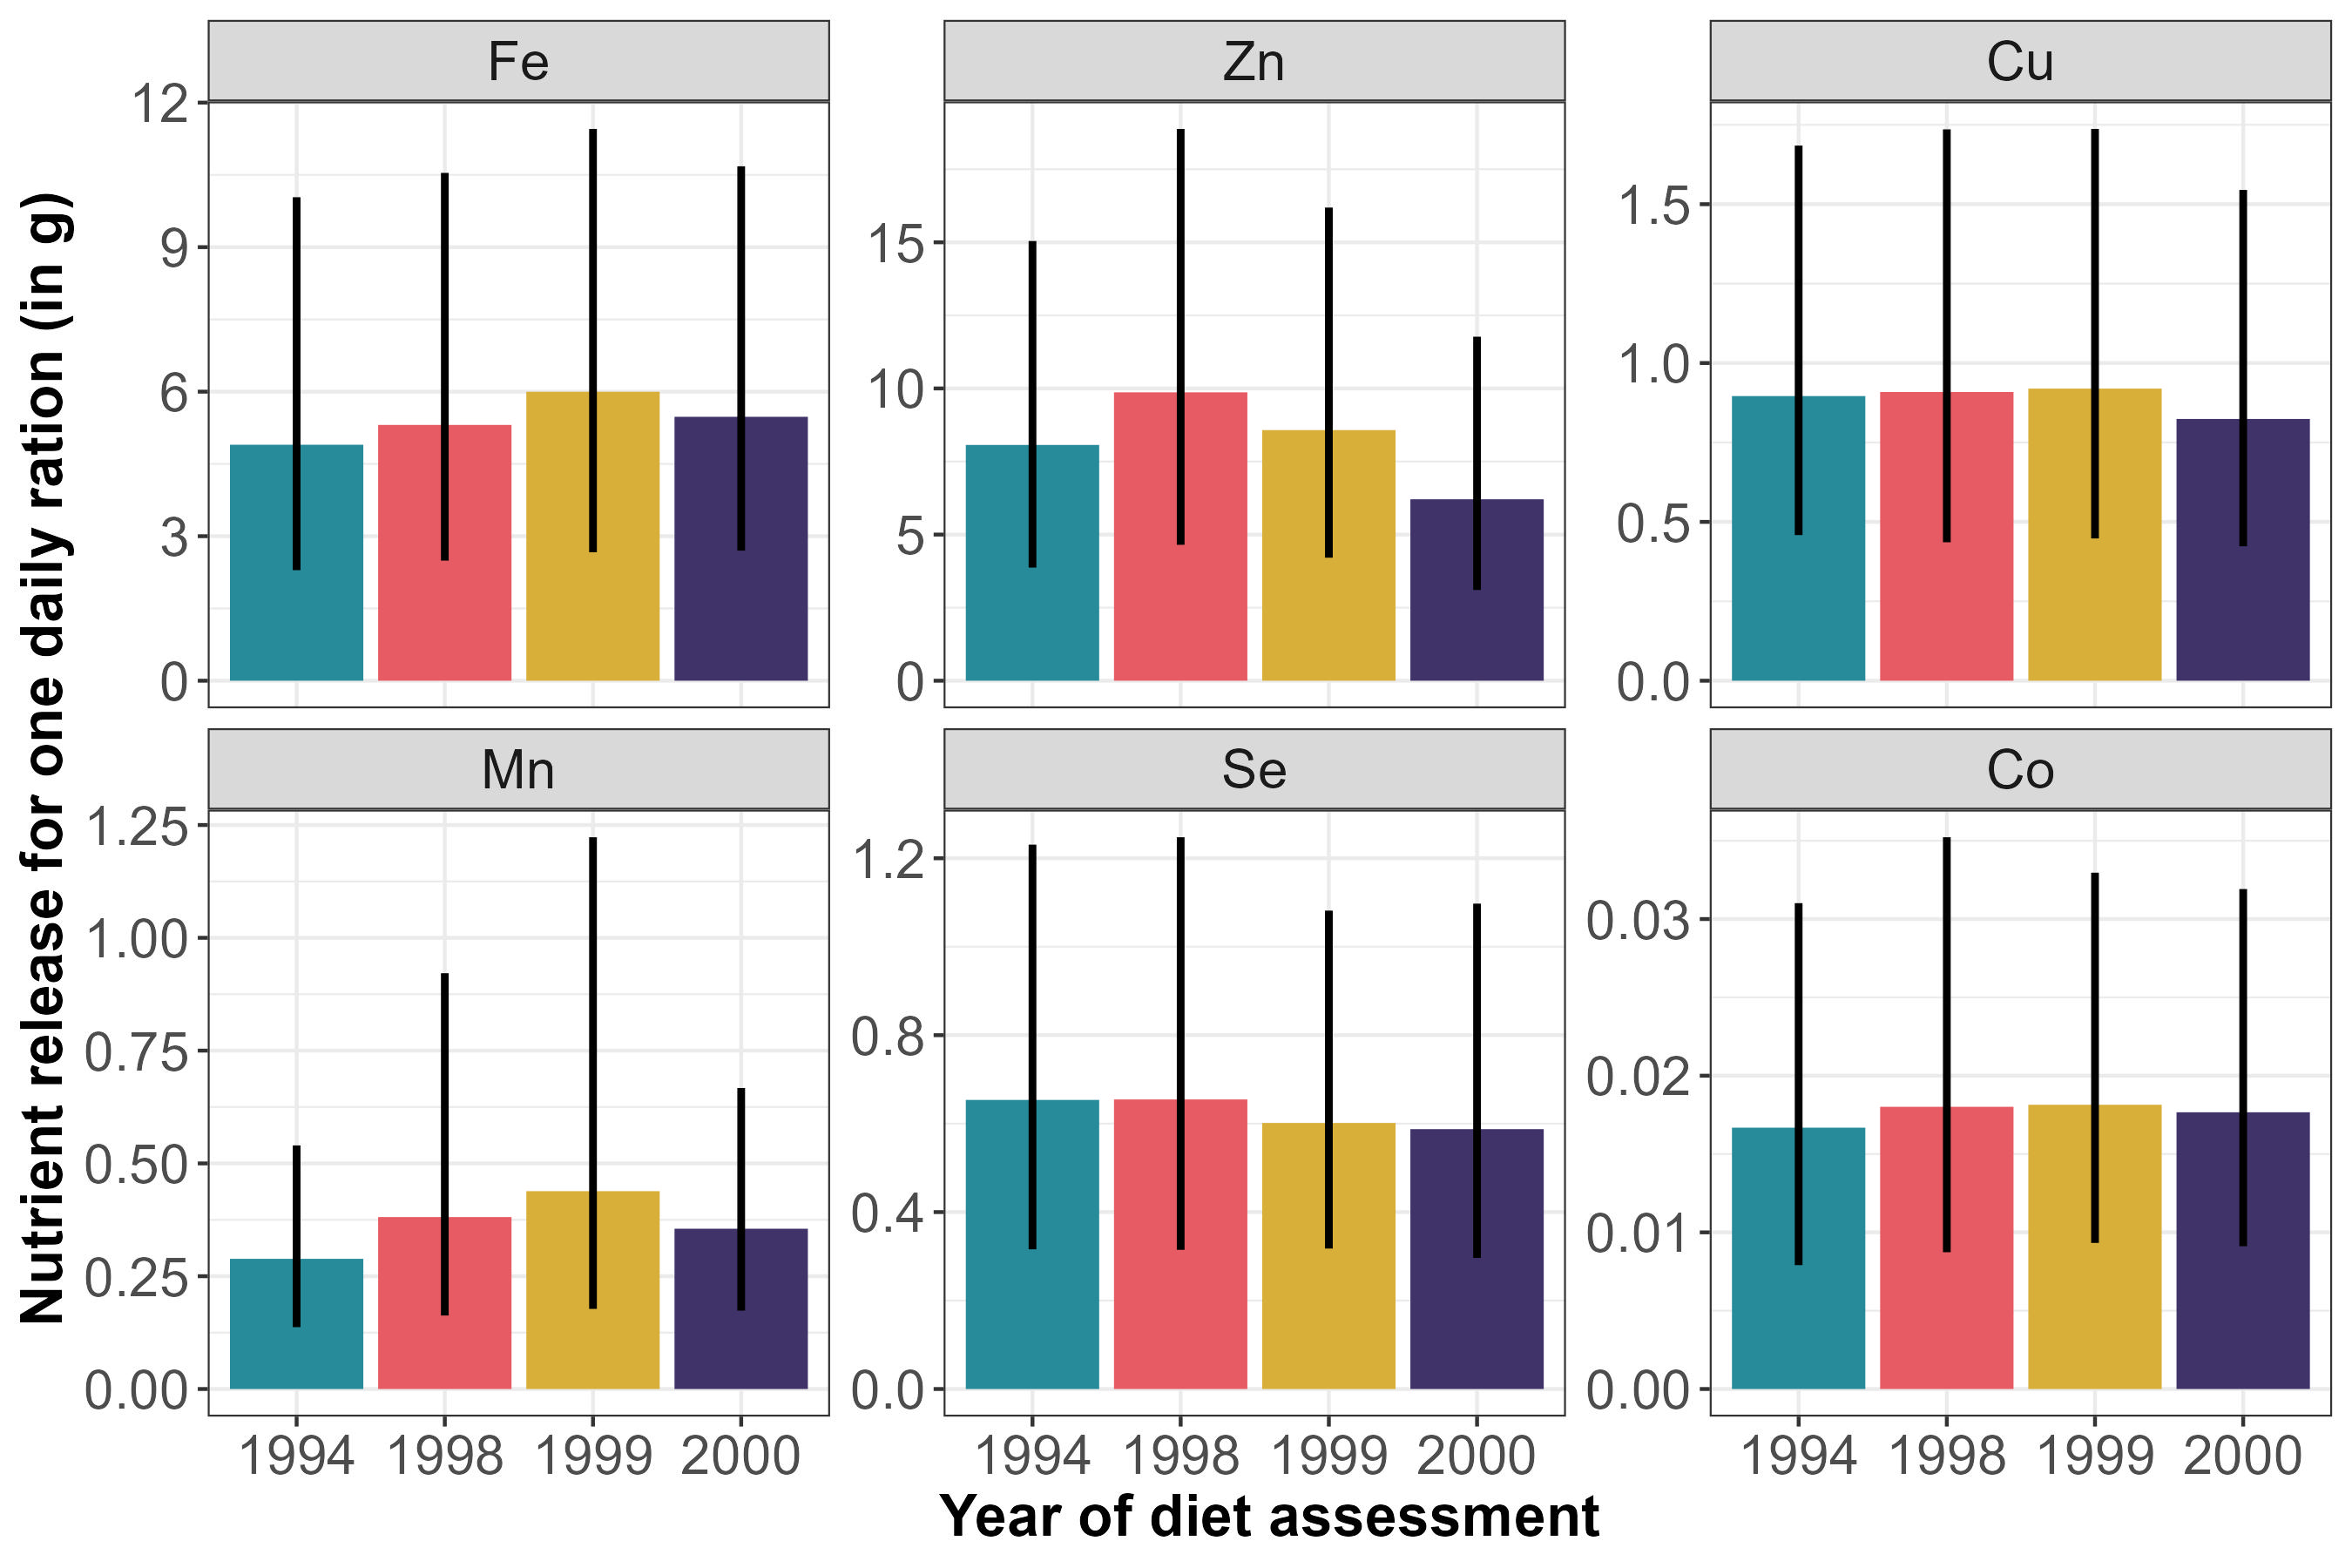 Nutrient release for one daily ration (in g)
Fe
12
9
6
3
0
Zn
15
10
5
0
Cu
1.5
1.0
0.5
0.0
Mn
1.25
1.00
0.75
0.50
0.25
0.00
1994 1998 1999 2000
Se
1.2
0.8
0.4
0.0
1994 1998 1999 2000
Co
0.03
0.02
0.01
0.00
1994 1998 1999 2000
Year of diet assessment